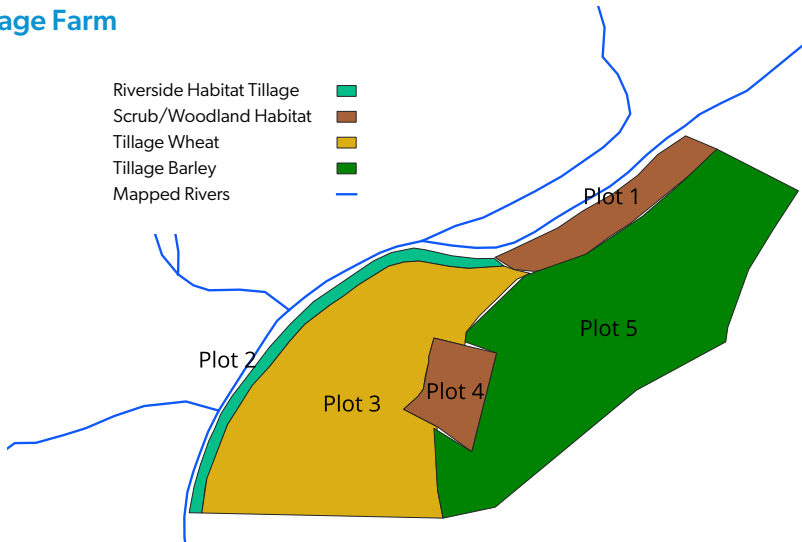 age Farm
Riverside Habitat Tillage
Scrub/Woodland Habitat
Tillage Wheat
Tillage Barley
Mapped Rivers
Plot 1
Plot 5
Plot 2
Plot 4
Plot 3